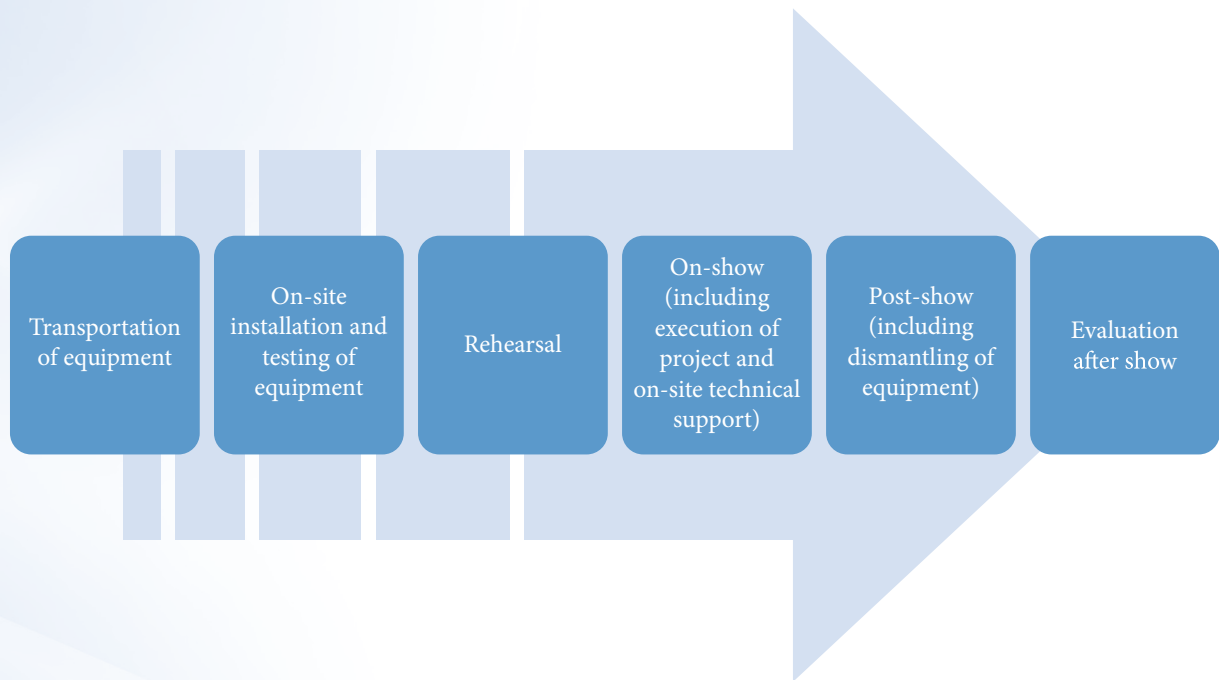 Transportation
of equipment
On-site
installation and
testing of
equipment
Rehearsal
On-show
(including
execution of
project and
on-site technical
support)
Post-show
(including
dismantling of
equipment)
Evaluation
after show